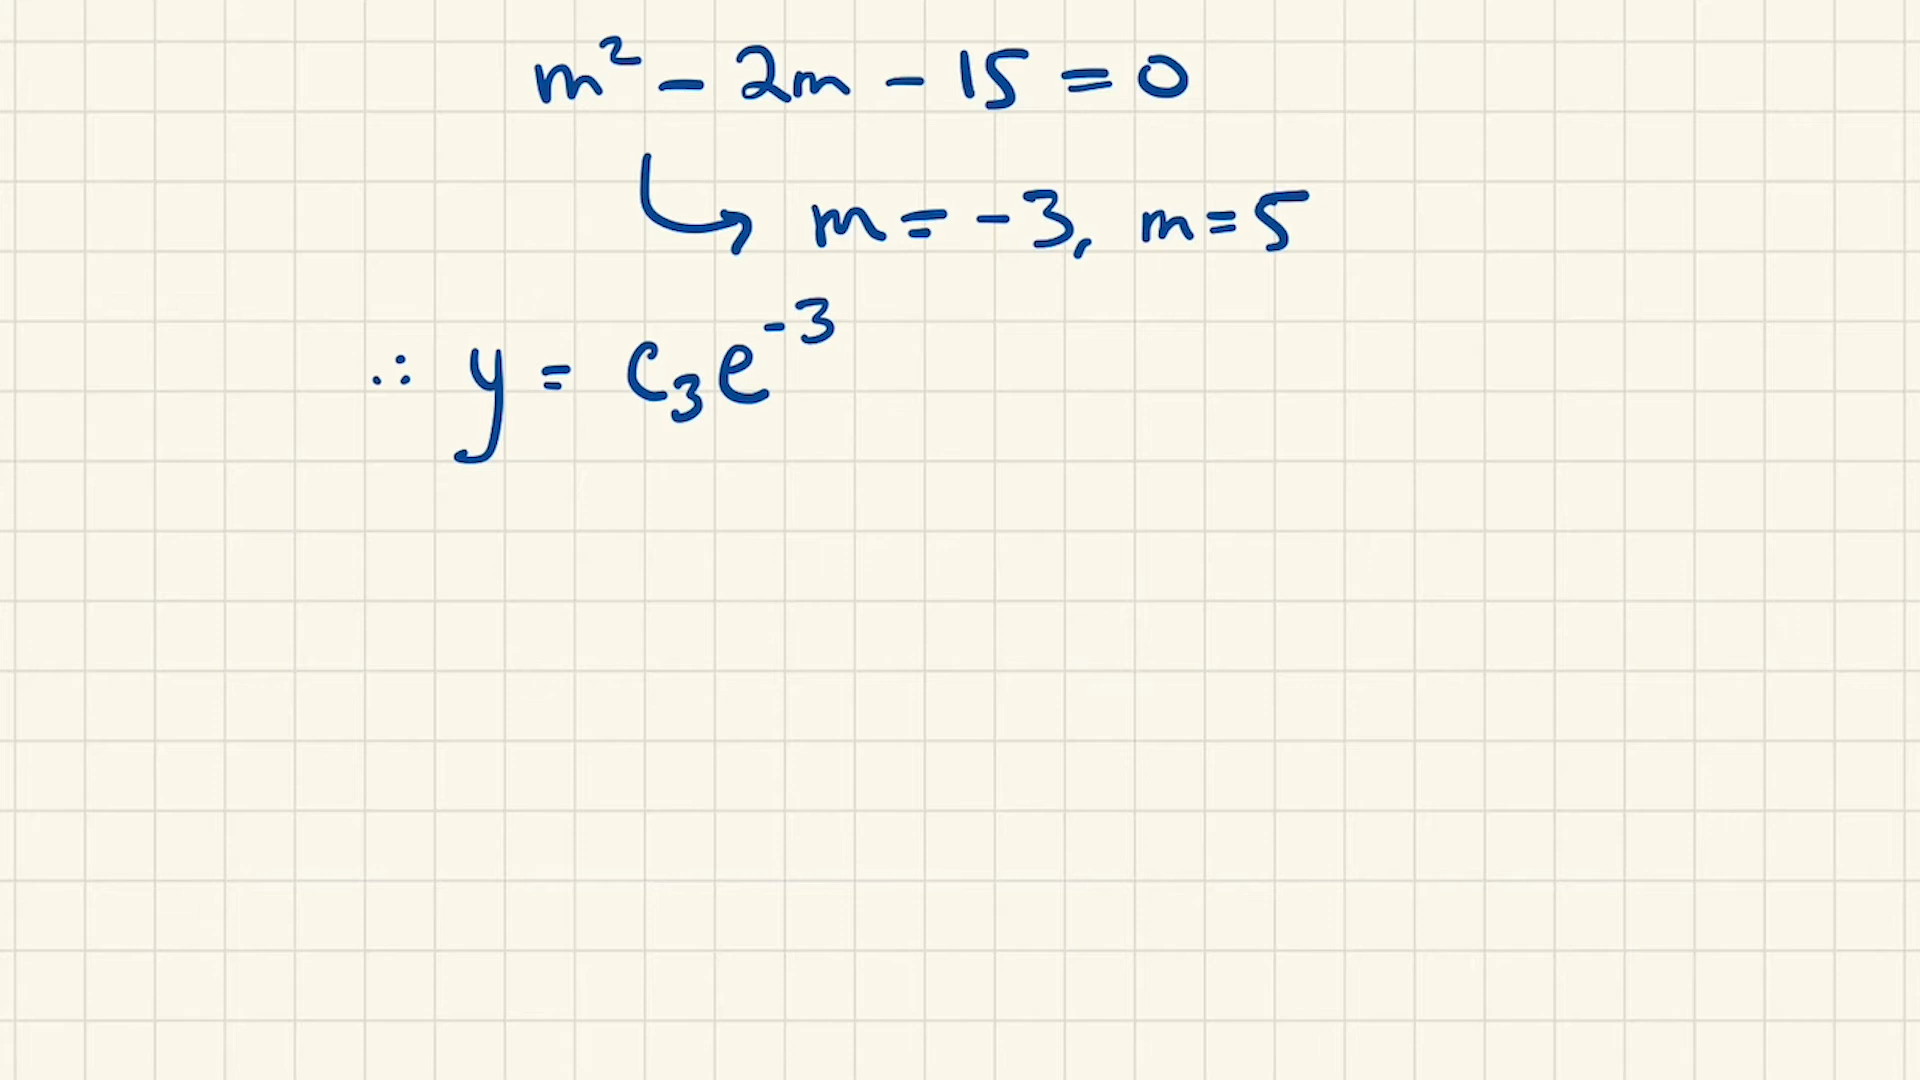 m² - 2m - 15 = 0
m = -3, m = 5
∴ y = c₃e⁻³